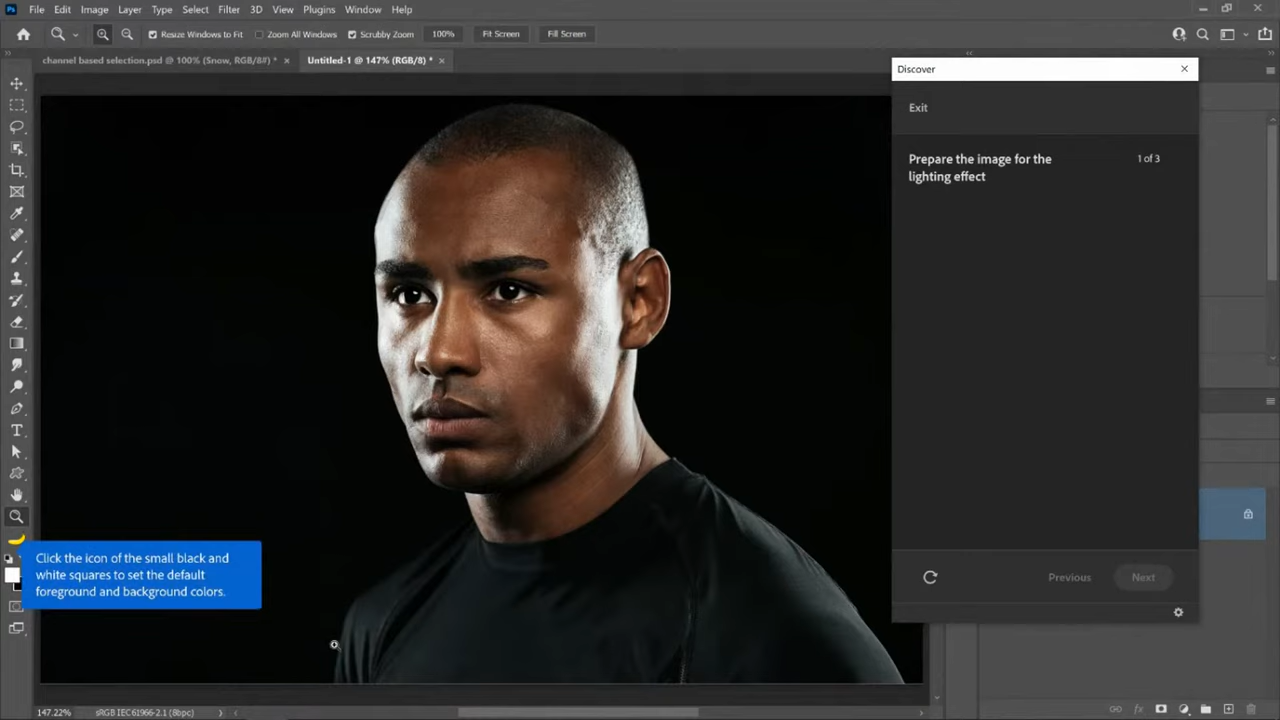 Ps File Edit Image Layer Type Select Filter 3D View Plugins Window Help
Resize Windows to Fit Zoom All Windows Scrubby Zoom 100% Fit Screen Fill Screen
channel based selection.psd @ 100% (Snow, RGB/8#) * × Untitled-1 @ 147% (RGB/8) * ×
Discover
Exit
Prepare the image for the
lighting effect
1 of 3
Click the icon of the small black and
white squares to set the default
foreground and background colors.
Previous Next
147.22% sRGB IEC61966-2.1 (8bpc)
fx